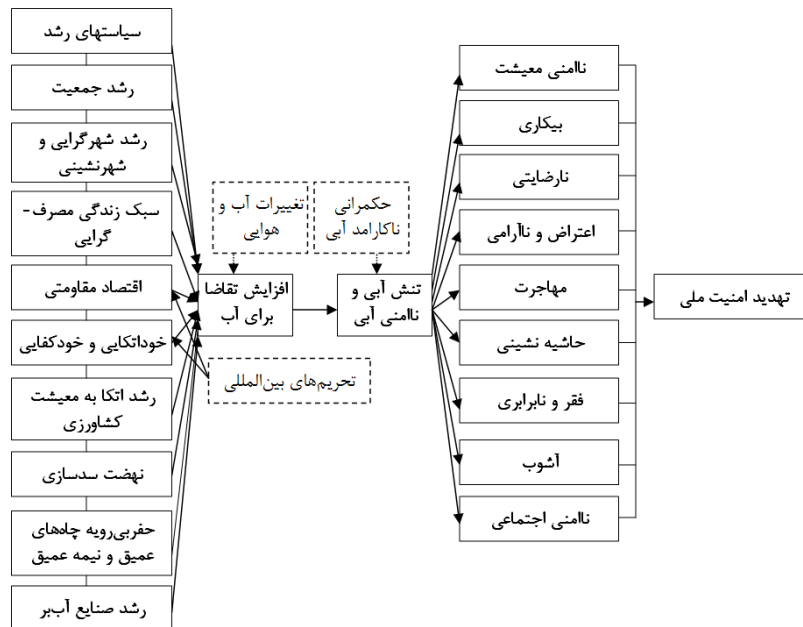 سیاستهای رشد
رشد جمعیت
رشد شهرگرایی و
شهرنشینی
سبک زندگی مصرف-
گرایی
اقتصاد مقاومتی
خوداتکایی و خودکفایی
رشد اتکا به معیشت
کشاورزی
نهضت سدسازی
حفربی‌رویه چاه‌های
عمیق و نیمه عمیق
رشد صنایع آب‌بر
تغییرات آب و
هوایی
افزایش تقاضا
برای آب
تحریم‌های بین‌المللی
حکمرانی
ناکارامد آبی
تنش آبی و
ناامنی آبی
ناامنی معیشت
بیکاری
نارضایتی
اعتراض و ناآرامی
مهاجرت
حاشیه نشینی
فقر و نابرابری
آشوب
ناامنی اجتماعی
تهدید امنیت ملی